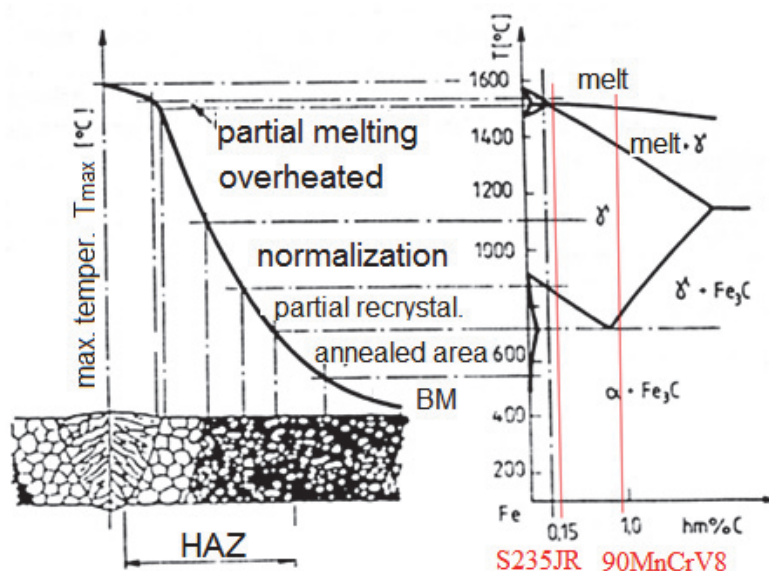 max. temper. Tmax [°C]
partial melting
overheated
normalization
partial recrystal.
annealed area
BM
HAZ
T[°C]
1600
1400
1200
1000
600
400
200
melt
melt + γ
γ
γ + Fe₃C
α + Fe₃C
Fe
0.15
1,0
hm%C
S235JR
90MnCrV8